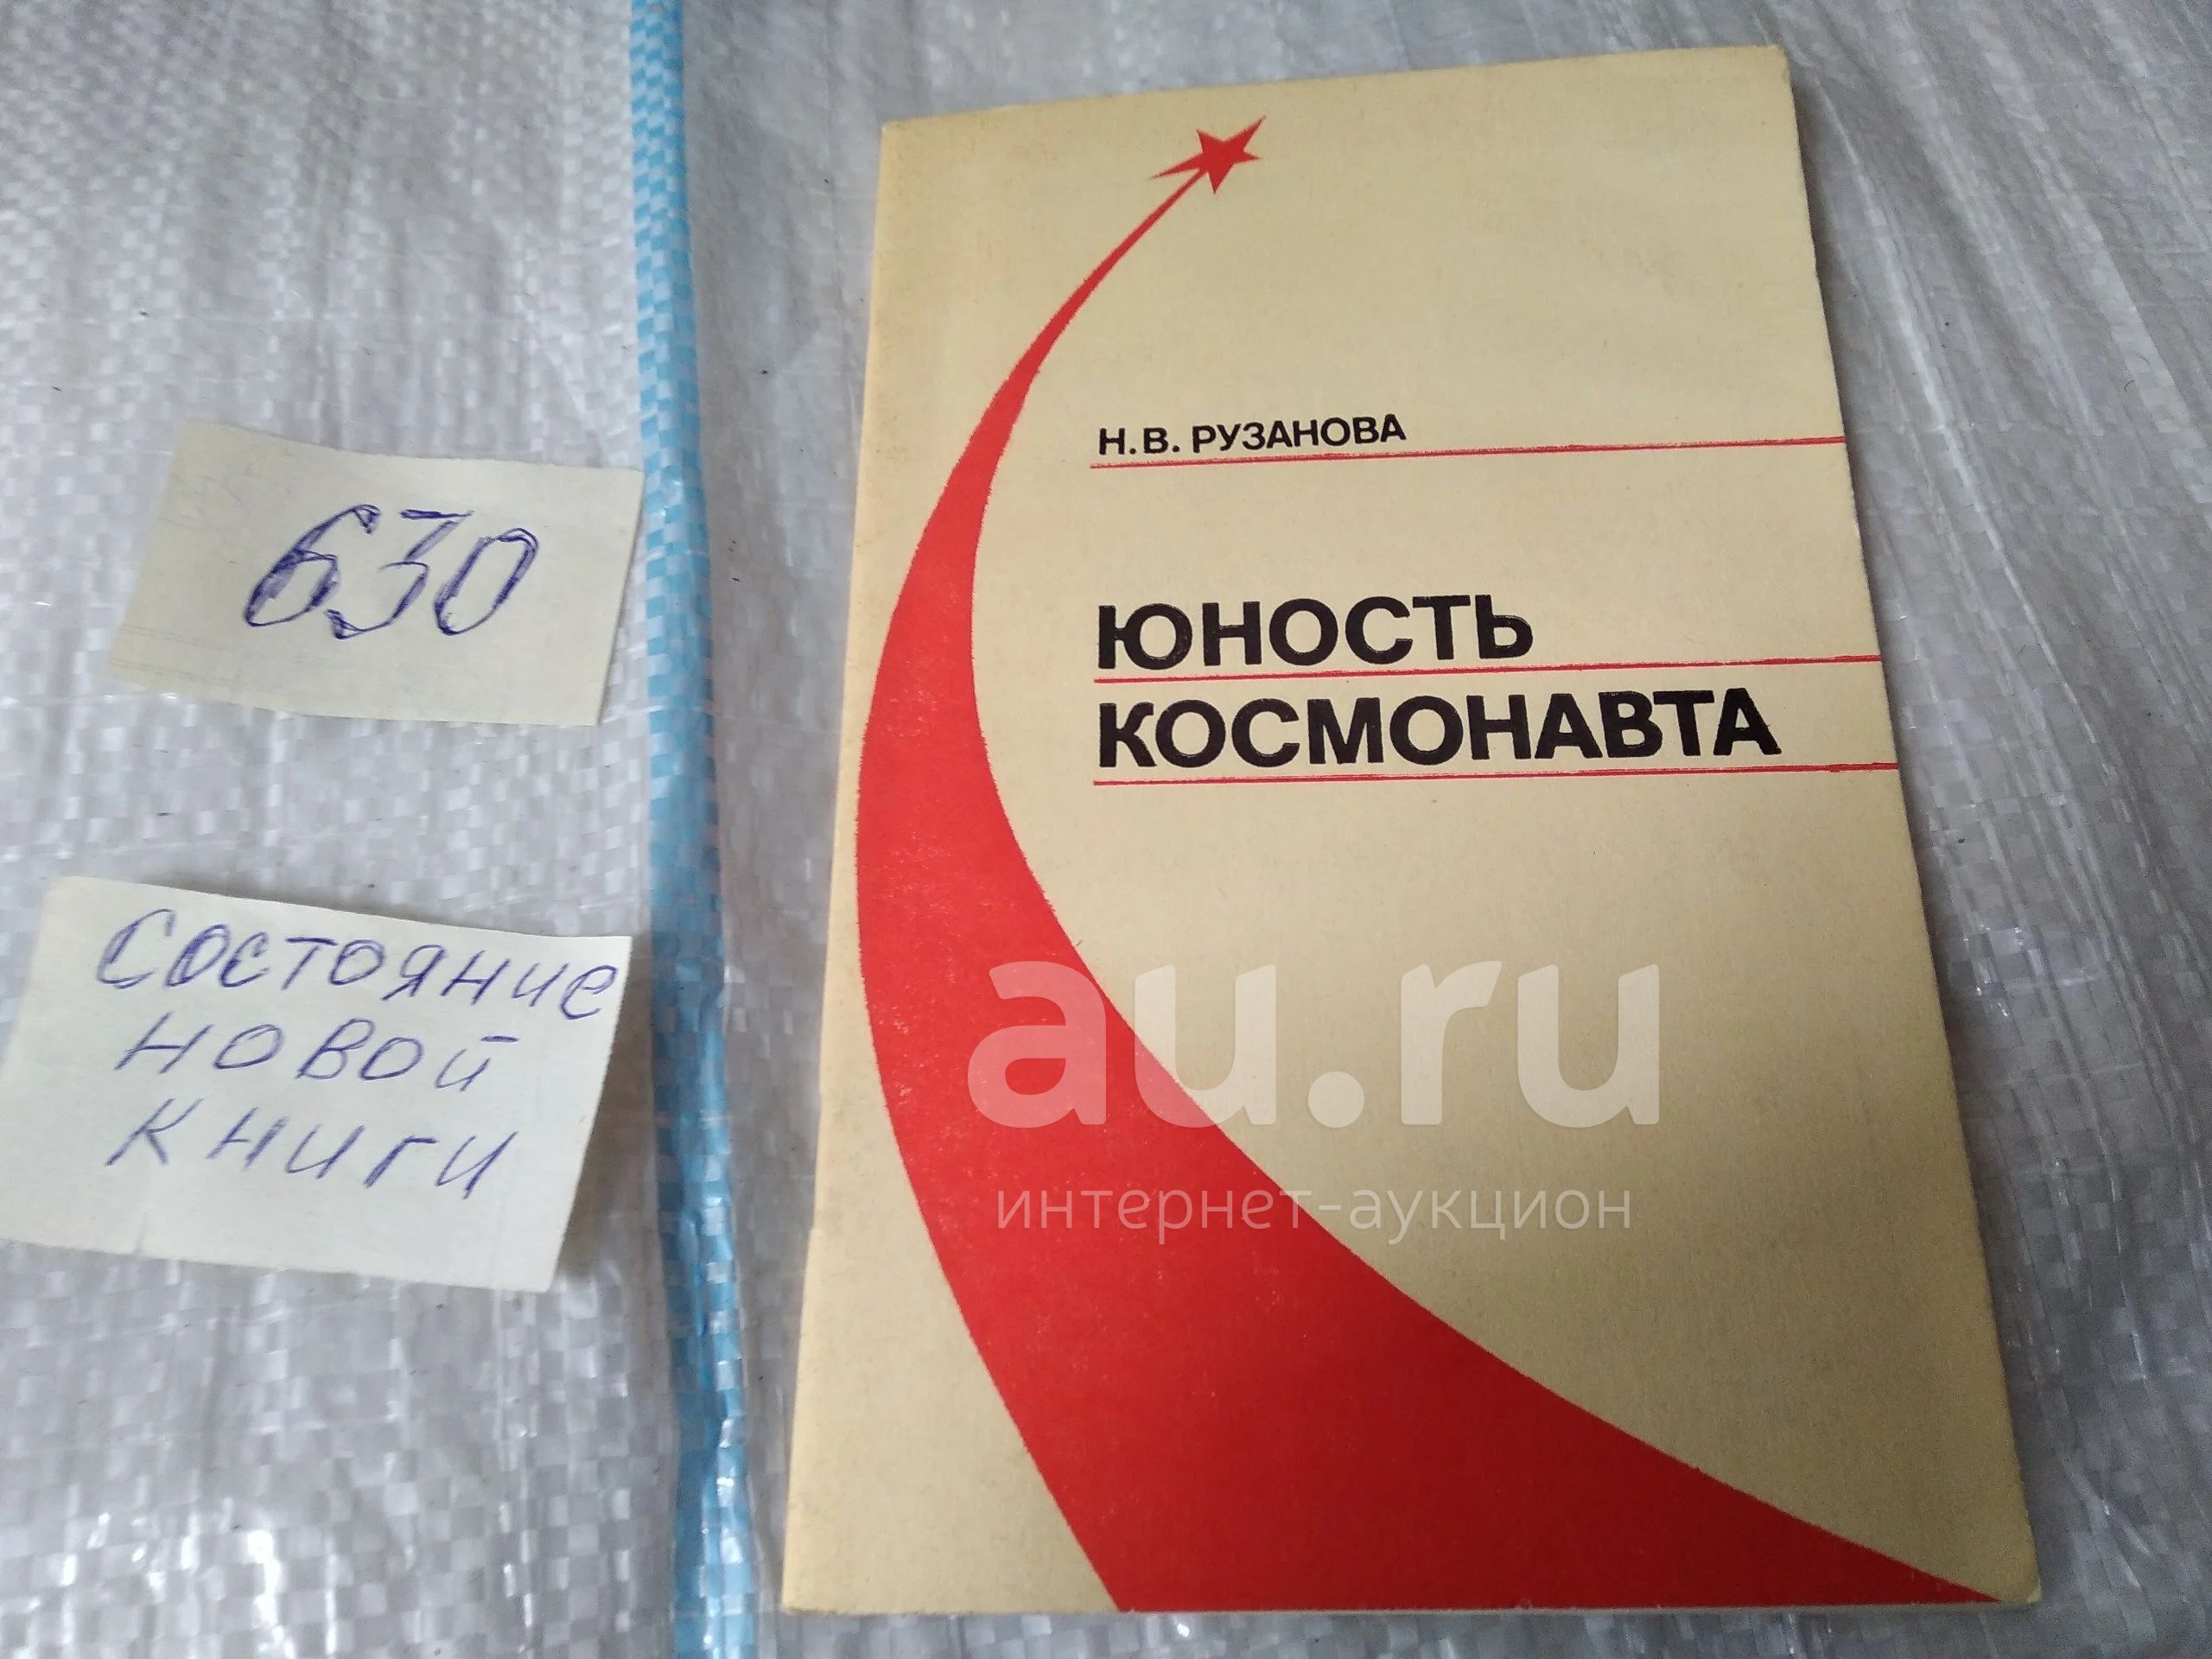 630
Состояние
новой
книги
Н.В. РУЗАНОВА
ЮНОСТЬ
КОСМОНАВТА
au.ru
интернет-аукцион